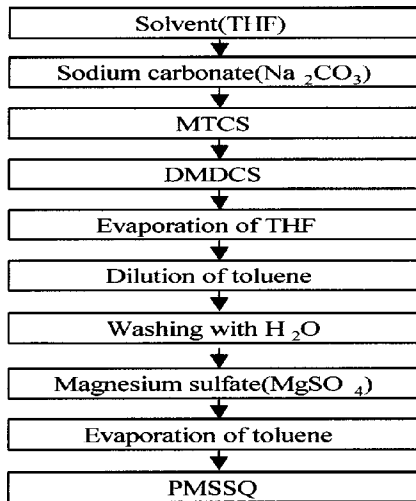 Solvent(THF)
Sodium carbonate(Na₂CO₃)
MTCS
DMDCS
Evaporation of THF
Dilution of toluene
Washing with H₂O
Magnesium sulfate(MgSO₄)
Evaporation of toluene
PMSSQ